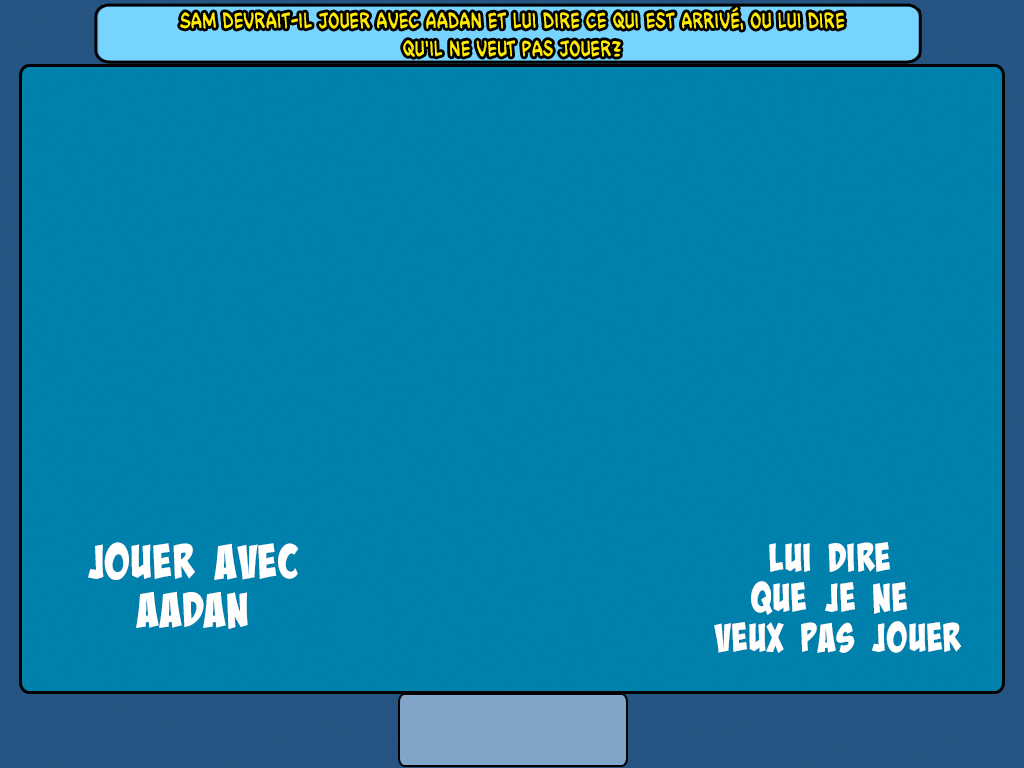 SAM DEVRAIT-IL JOUER AVEC AADAN ET LUI DIRE CE QUI EST ARRIVÉ, OU LUI DIRE
QU'IL NE VEUT PAS JOUER?
JOUER AVEC
AADAN
LUI DIRE
QUE JE NE
VEUX PAS JOUER